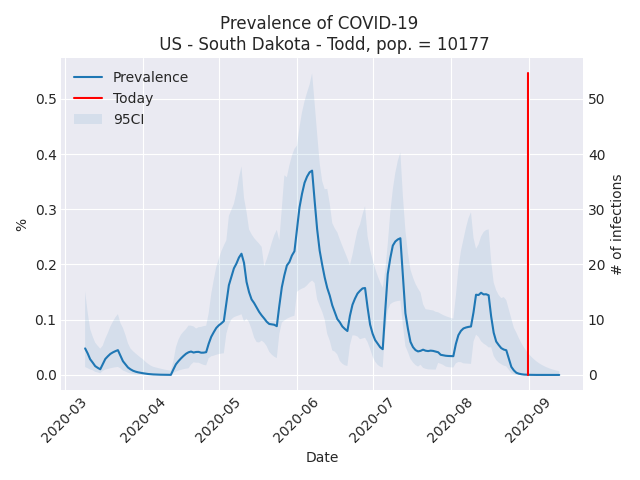 Prevalence of COVID-19
US - South Dakota - Todd, pop. = 10177
Prevalence
Today
95CI
0.5
0.4
0.3
0.2
0.1
0.0
%
50
40
30
20
10
0
# of infections
2020-03
2020-04
2020-05
2020-06
2020-07
2020-08
2020-09
Date